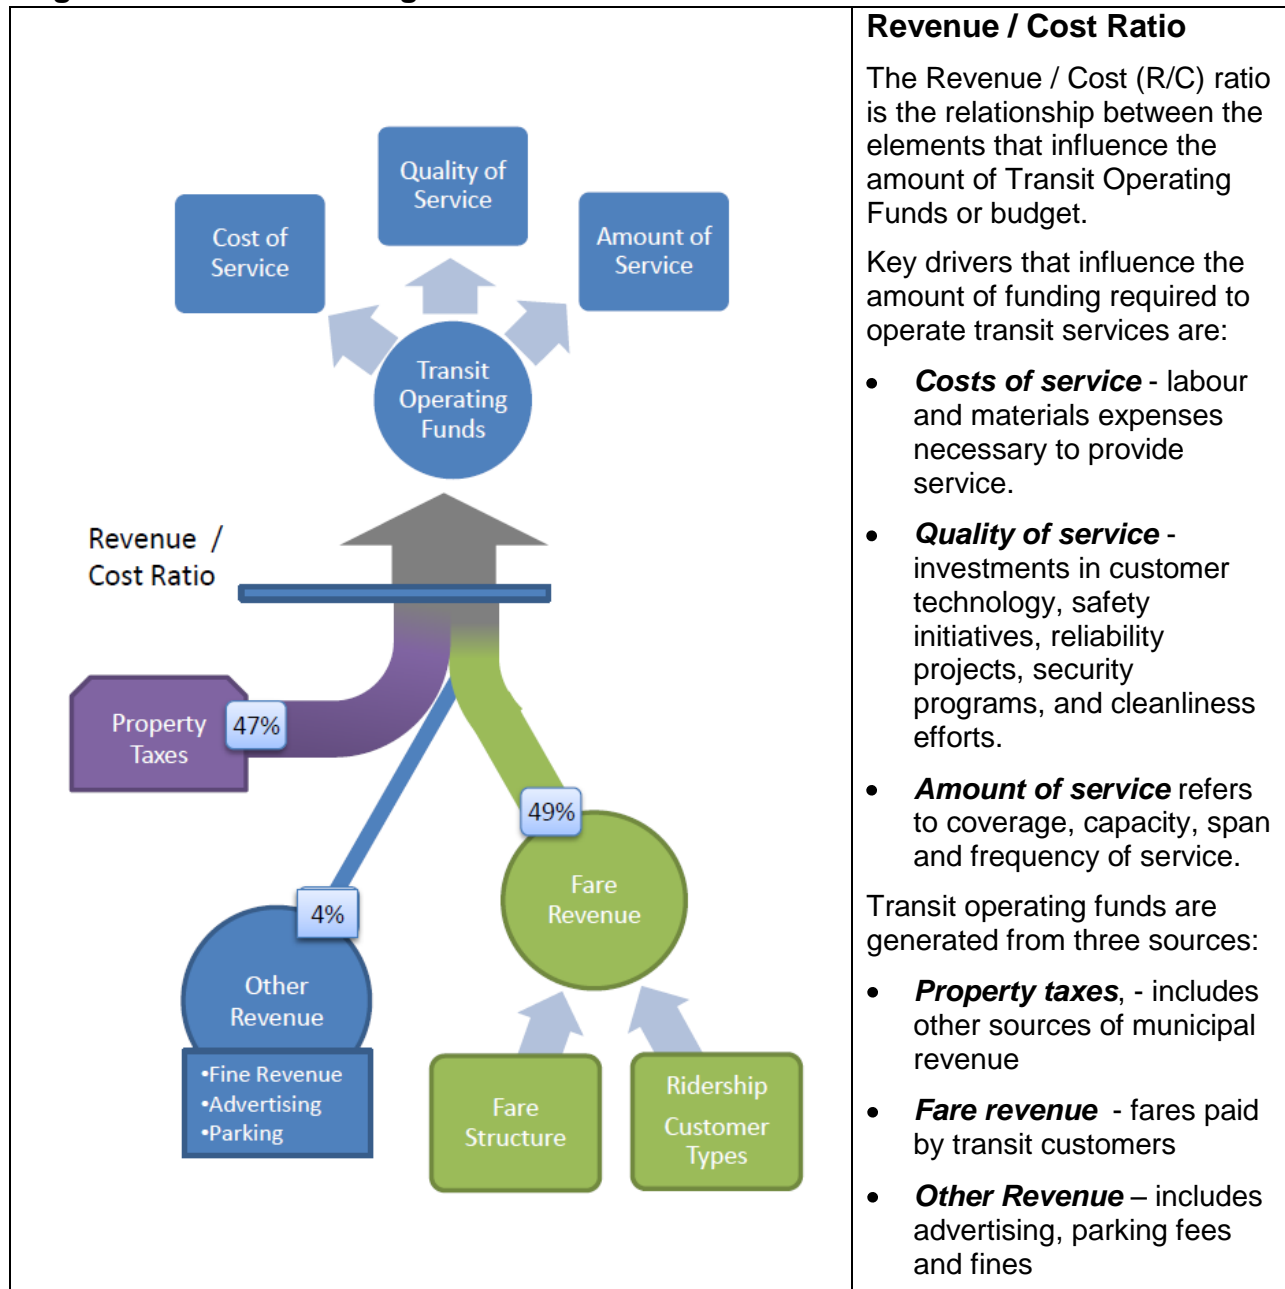 Quality of
Service
Cost of
Service
Amount of
Service
Transit
Operating
Funds
Revenue /
Cost Ratio
Property
Taxes
47%
49%
Fare
Revenue
4%
Other
Revenue
•Fine Revenue
•Advertising
•Parking
Fare
Structure
Ridership
Customer
Types
Revenue / Cost Ratio
The Revenue / Cost (R/C) ratio
is the relationship between the
elements that influence the
amount of Transit Operating
Funds or budget.
Key drivers that influence the
amount of funding required to
operate transit services are:
• Costs of service - labour
and materials expenses
necessary to provide
service.
• Quality of service -
investments in customer
technology, safety
initiatives, reliability
projects, security
programs, and cleanliness
efforts.
• Amount of service refers
to coverage, capacity, span
and frequency of service.
Transit operating funds are
generated from three sources:
• Property taxes, - includes
other sources of municipal
revenue
• Fare revenue - fares paid
by transit customers
• Other Revenue – includes
advertising, parking fees
and fines